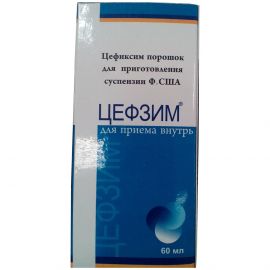 Цефиксим порошок
для приготовления
суспензии Ф.США
ЦЕФЗИМ®
для приема внутрь
60 мл
ЦЕФЗИМ